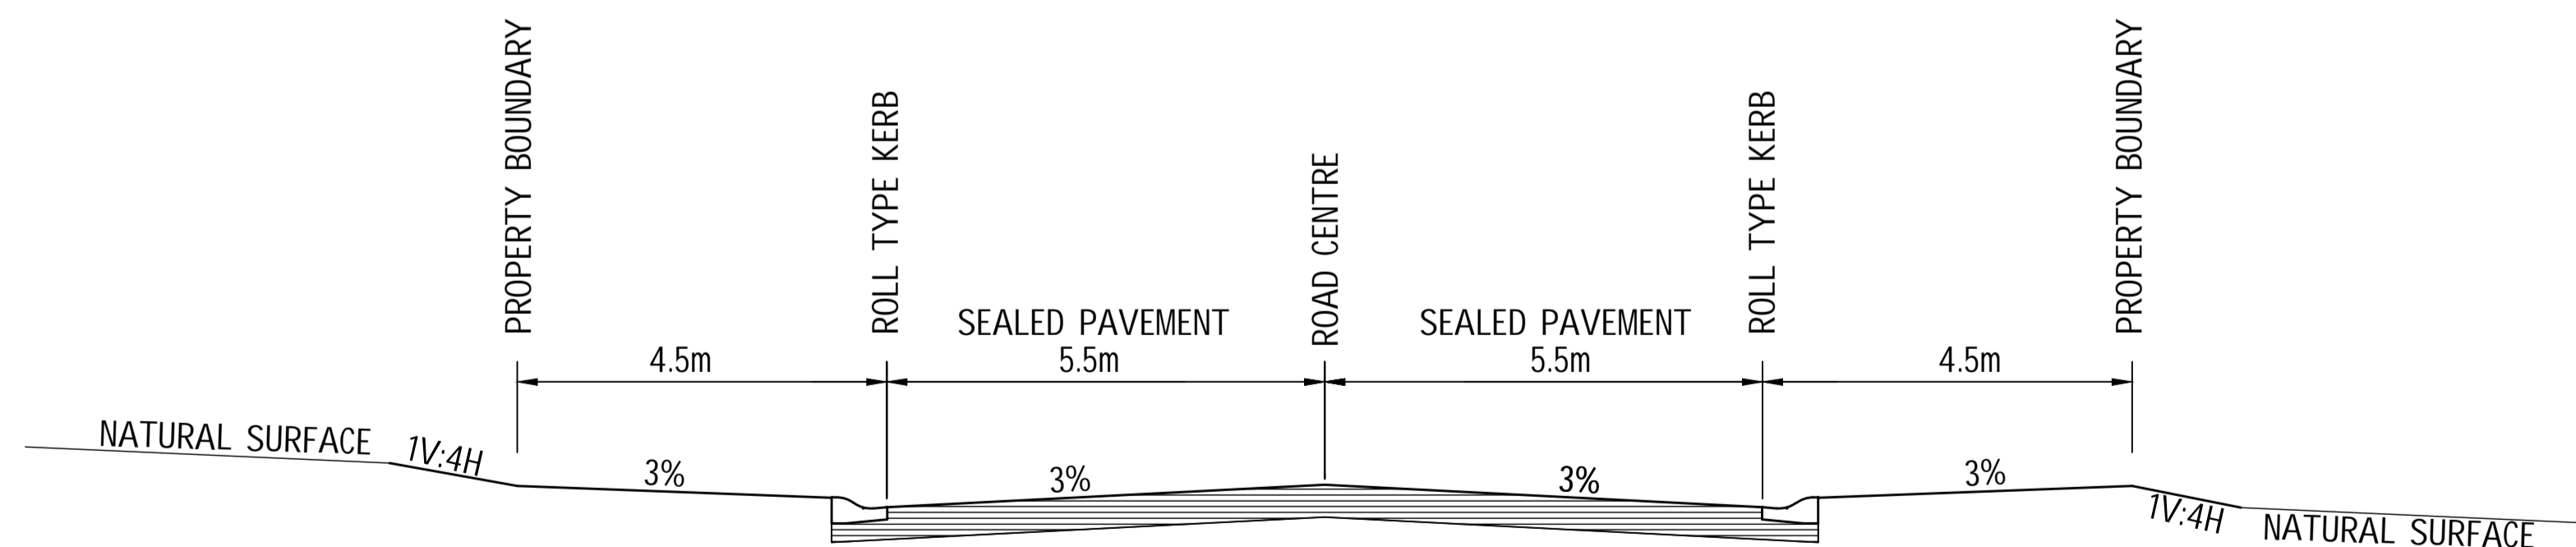 PROPERTY BOUNDARY
ROLL TYPE KERB
ROAD CENTRE
ROLL TYPE KERB
PROPERTY BOUNDARY
SEALED PAVEMENT
SEALED PAVEMENT
4.5m
5.5m
5.5m
4.5m
NATURAL SURFACE
1V:4H
3%
3%
3%
3%
1V:4H
NATURAL SURFACE